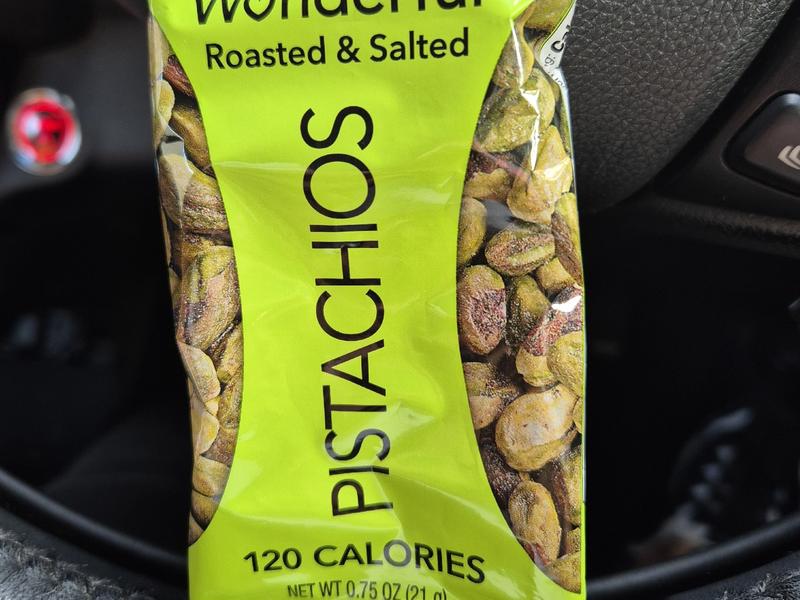 Wonderful
Roasted & Salted
PISTACHIOS
120 CALORIES
NET WT 0.75 OZ (21 g)